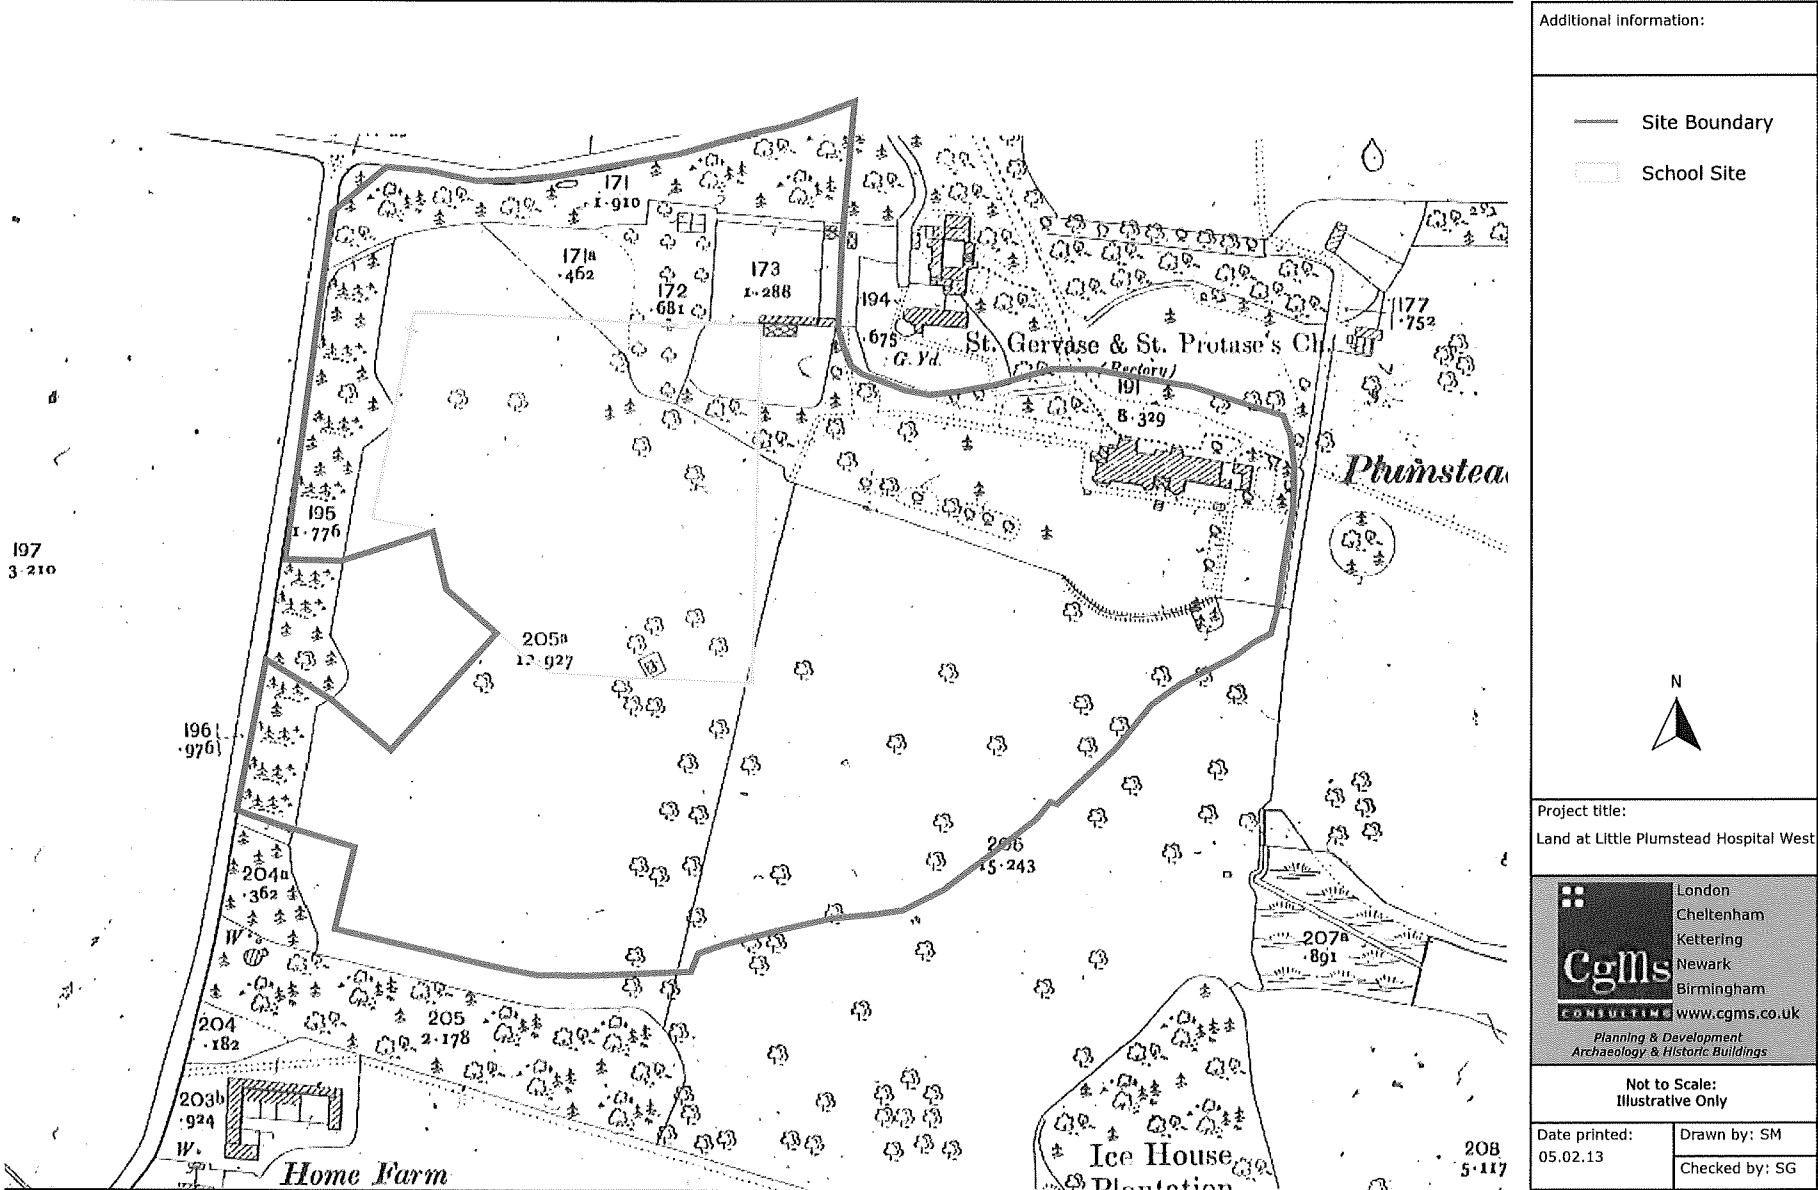 171
1.910
171a
.462
172
.681
173
1.288
194
.675
G. Yd.
St. Gervase & St. Protase's Ch.
(Rectory)
191
8.329
177
.752
Plumstea
195
1.776
197
3.210
205a
.927
196
.976
206
15.243
204a
.362
W
207a
.891
204
.182
205
2.178
203b
.924
W.
Home Farm
Ice House
Plantation
208
5.117
Additional information:
Site Boundary
School Site
N
Project title:
Land at Little Plumstead Hospital West
CgMs
CONSULTING
London
Cheltenham
Kettering
Newark
Birmingham
www.cgms.co.uk
Planning & Development
Archaeology & Historic Buildings
Not to Scale:
Illustrative Only
Date printed:
05.02.13
Drawn by: SM
Checked by: SG